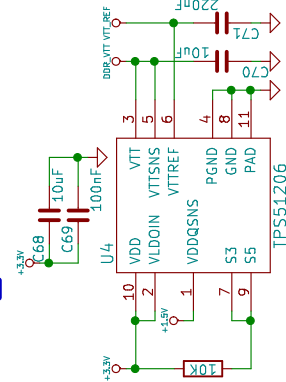 220nF
VTT_REF
C71
10uF
DDR_VTT
C70
3
5
6
4
8
11
VTT
VTTSNS
VTTREF
PGND
GND
PAD
TPS51206
U4
VDD
VLDOIN
VDDQSNS
S3
S5
10
2
1
7
9
10uF
100nF
C68
C69
+3.3V
+1.5V
+3.3V
10K